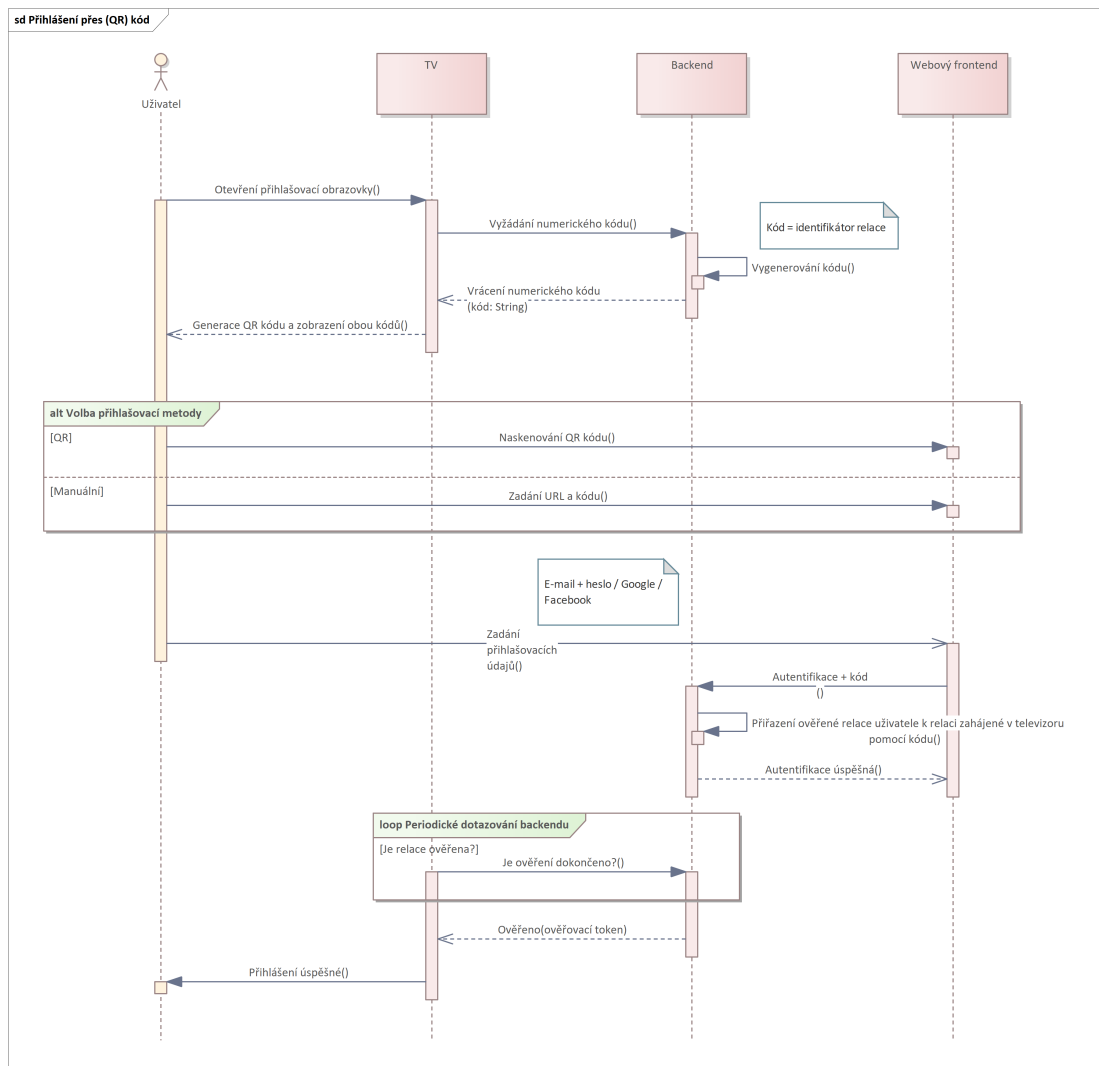 sd Přihlášení přes (QR) kód
Uživatel
TV
Backend
Webový frontend
Otevření přihlašovací obrazovky()
Vyžádání numerického kódu()
Kód = identifikátor relace
Vygenerování kódu()
Vrácení numerického kódu
(kód: String)
Generace QR kódu a zobrazení obou kódů()
alt Volba přihlašovací metody
[QR]
Naskenování QR kódu()
[Manuální]
Zadání URL a kódu()
E-mail + heslo / Google /
Facebook
Zadání
přihlašovacích
údajů()
Autentifikace + kód
()
Přiřazení ověřené relace uživatele k relaci zahájené v televizoru
pomocí kódu()
Autentifikace úspěšná()
loop Periodické dotazování backendu
[Je relace ověřena?]
Je ověření dokončeno?()
Ověřeno(ověřovací token)
Přihlášení úspěšné()